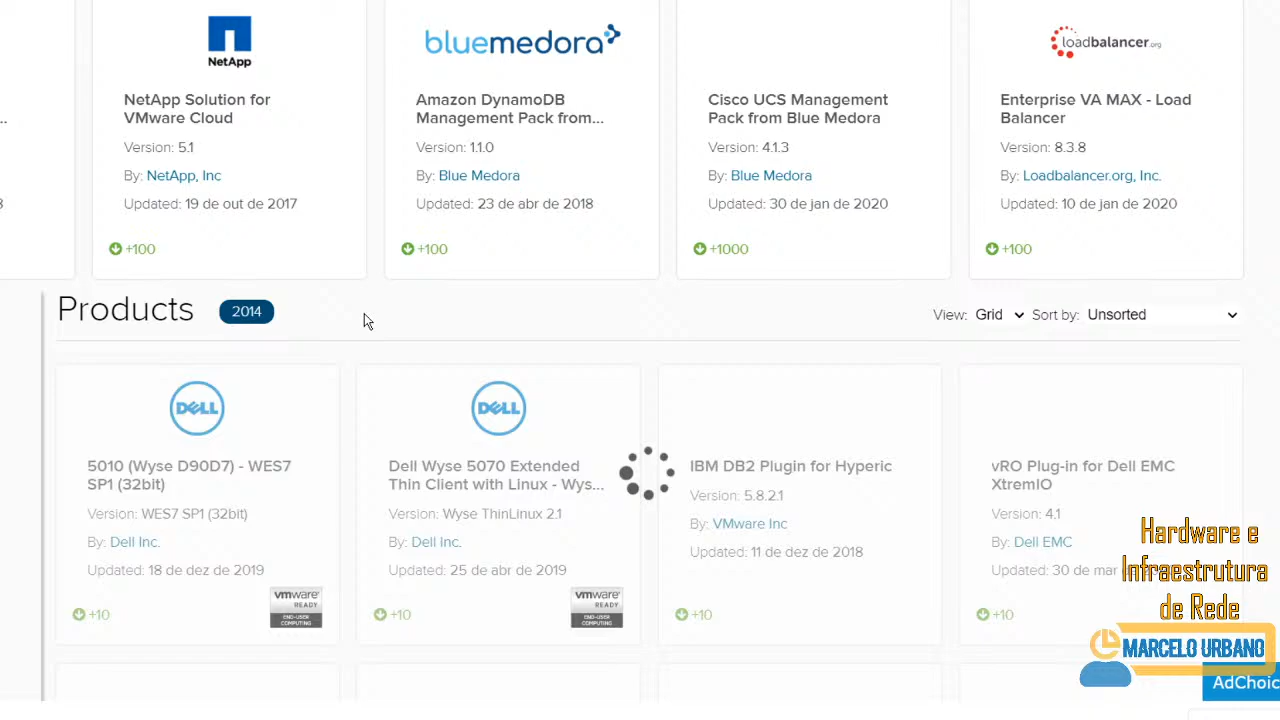 NetApp
bluemedora
loadbalancer.org
NetApp Solution for
VMware Cloud
Version: 5.1
By: NetApp, Inc
Updated: 19 de out de 2017
+100
Amazon DynamoDB
Management Pack from...
Version: 1.1.0
By: Blue Medora
Updated: 23 de abr de 2018
+100
Cisco UCS Management
Pack from Blue Medora
Version: 4.1.3
By: Blue Medora
Updated: 30 de jan de 2020
+1000
Enterprise VA MAX - Load
Balancer
Version: 8.3.8
By: Loadbalancer.org, Inc.
Updated: 10 de jan de 2020
+100
Products 2014
View: Grid Sort by: Unsorted
DELL
5010 (Wyse D90D7) - WES7
SP1 (32bit)
Version: WES7 SP1 (32bit)
By: Dell Inc.
Updated: 18 de dez de 2019
+10
vmware
READY
END-USER
COMPUTING
DELL
Dell Wyse 5070 Extended
Thin Client with Linux - Wys...
Version: Wyse ThinLinux 2.1
By: Dell Inc.
Updated: 25 de abr de 2019
+10
vmware
READY
END-USER
COMPUTING
IBM DB2 Plugin for Hyperic
Version: 5.8.2.1
By: VMware Inc
Updated: 11 de dez de 2018
+10
vRO Plug-in for Dell EMC
XtremIO
Version: 4.1
By: Dell EMC
Updated: 30 de mar
+10
Hardware e
Infraestrutura
de Rede
MARCELO URBANO
AdChoic